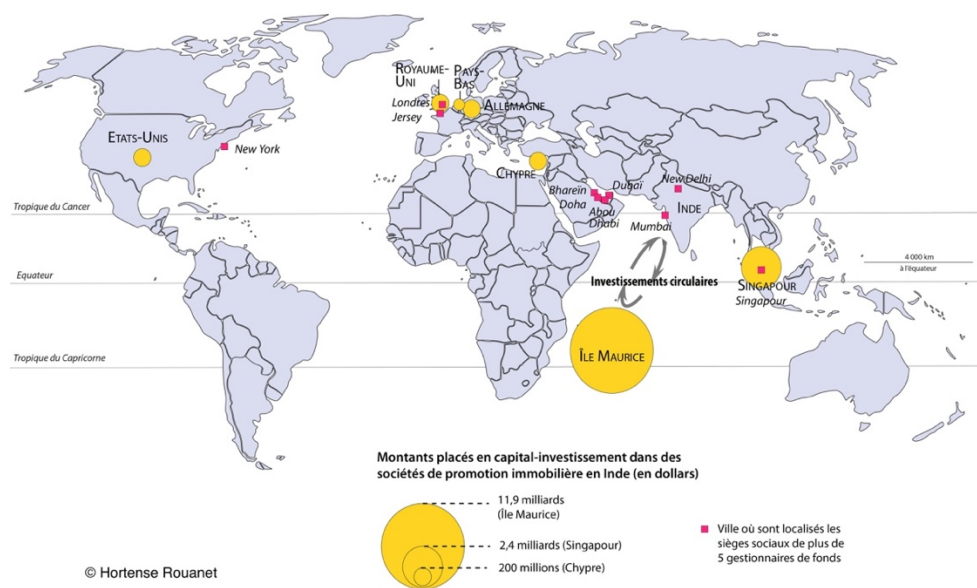 ROYAUME-
UNI
PAYS-
BAS
Londres
Jersey
ALLEMAGNE
ETATS-UNIS
New York
CHYPRE
Bhareïn
Doha
Dubaï
Abou
Dhabi
New Delhi
INDE
Mumbai
Tropique du Cancer
4 000 km
à l'équateur
Equateur
Investissements circulaires
SINGAPOUR
Singapour
ÎLE MAURICE
Tropique du Capricorne
Montants placés en capital-investissement dans des
sociétés de promotion immobilière en Inde (en dollars)
11,9 milliards
(Île Maurice)
2,4 milliards (Singapour)
200 millions (Chypre)
Ville où sont localisés les
sièges sociaux de plus de
5 gestionnaires de fonds
© Hortense Rouanet